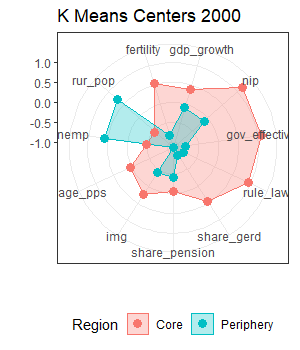 K Means Centers 2000
fertility gdp_growth
1.0 rur_pop nip
0.5
0.0
-0.5 nemp gov_effectiv
-1.0
age_pps rule_law
img share_gerd
share_pension
Region Core Periphery